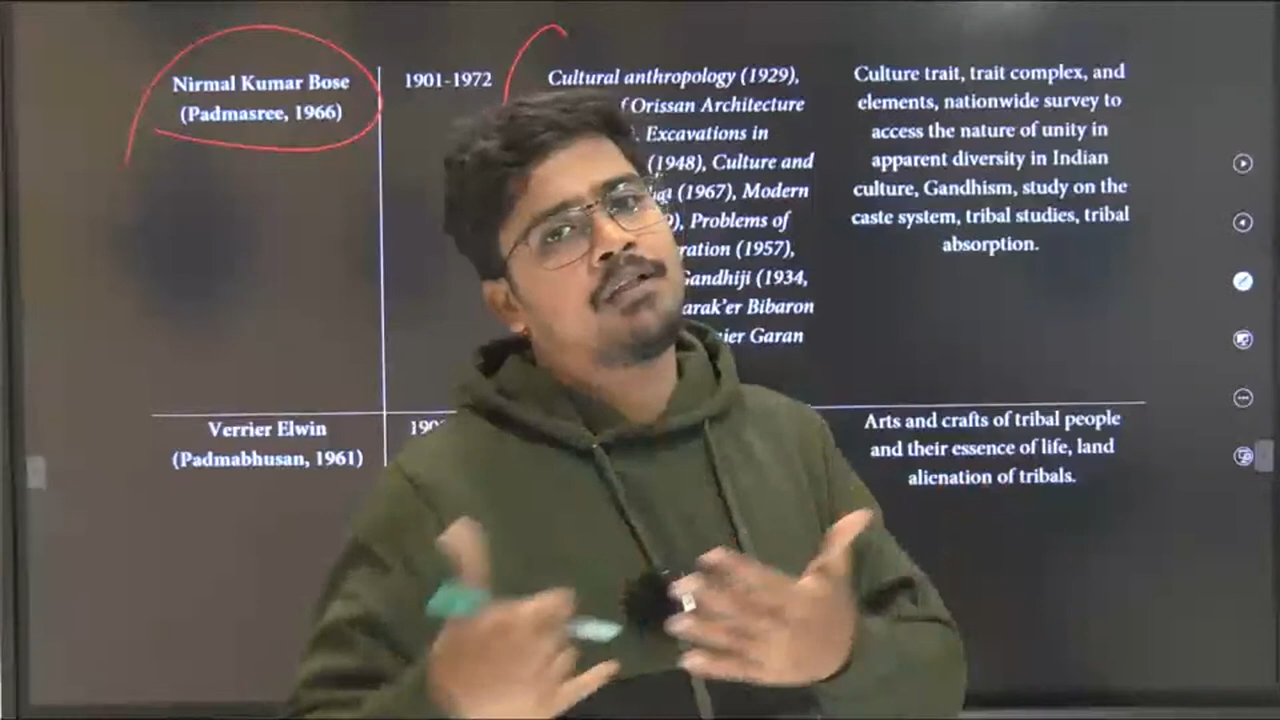 Nirmal Kumar Bose
(Padmasree, 1966)
1901-1972
Cultural anthropology (1929),
Orissan Architecture
Excavations in
(1948), Culture and
(1967), Modern
Problems of
(1957),
Gandhiji (1934,
Bibaron
Garan
Culture trait, trait complex, and
elements, nationwide survey to
access the nature of unity in
apparent diversity in Indian
culture, Gandhism, study on the
caste system, tribal studies, tribal
absorption.
Verrier Elwin
(Padmabhusan, 1961)
Arts and crafts of tribal people
and their essence of life, land
alienation of tribals.